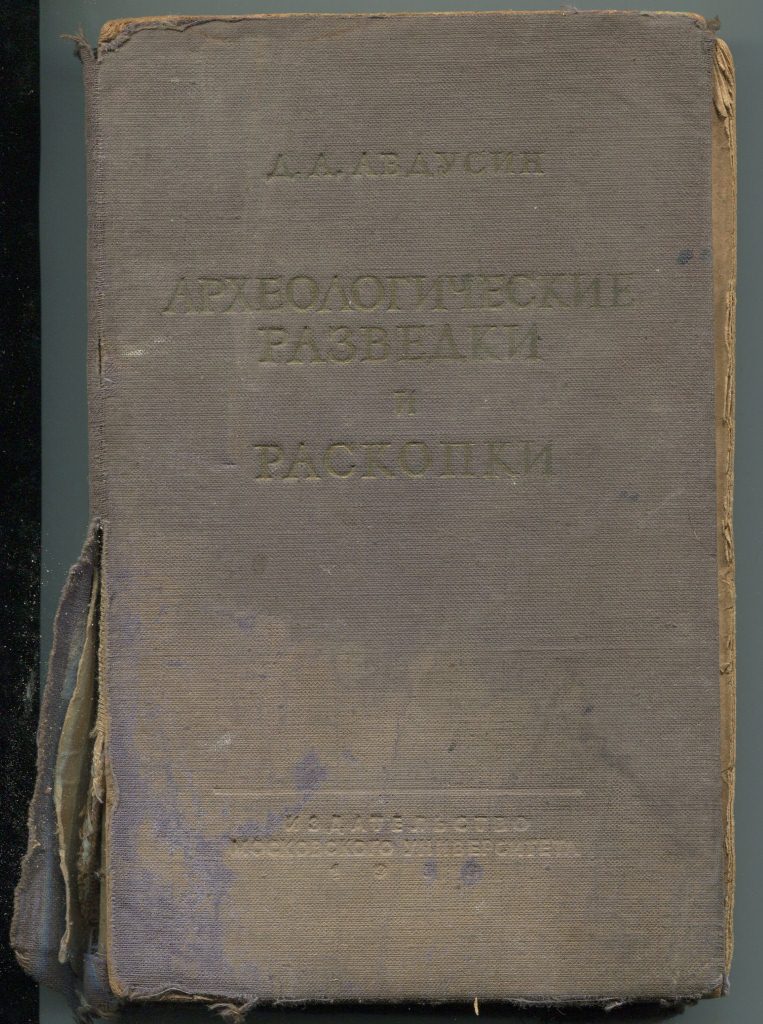 Д. А. АВДУСИН
АРХЕОЛОГИЧЕСКИЕ
РАЗВЕДКИ
И
РАСКОПКИ
ИЗДАТЕЛЬСТВО
МОСКОВСКОГО УНИВЕРСИТЕТА